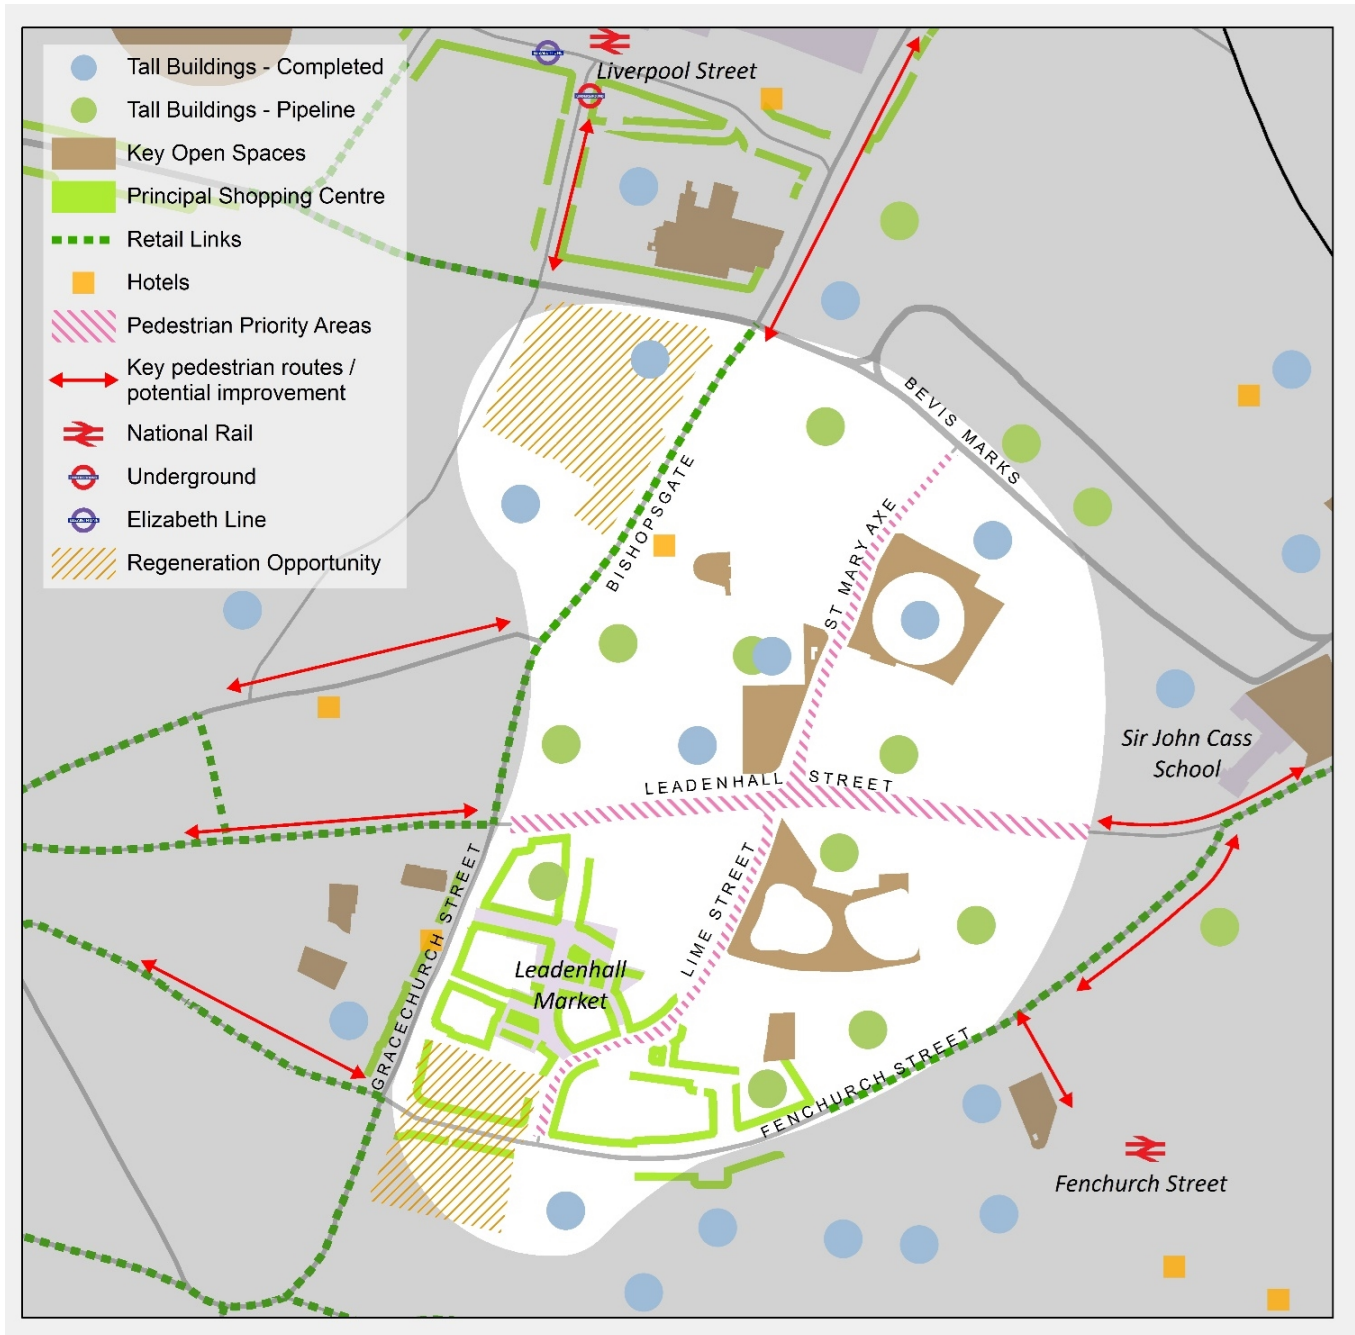 Tall Buildings - Completed
Tall Buildings - Pipeline
Key Open Spaces
Principal Shopping Centre
Retail Links
Hotels
Pedestrian Priority Areas
Key pedestrian routes /
potential improvement
National Rail
Underground
Elizabeth Line
Regeneration Opportunity
Liverpool Street
BEVIS MARKS
BISHOPSGATE
ST MARY AXE
Sir John Cass
School
LEADENHALL STREET
GRACECHURCH STREET
LIME STREET
Leadenhall
Market
FENCHURCH STREET
Fenchurch Street